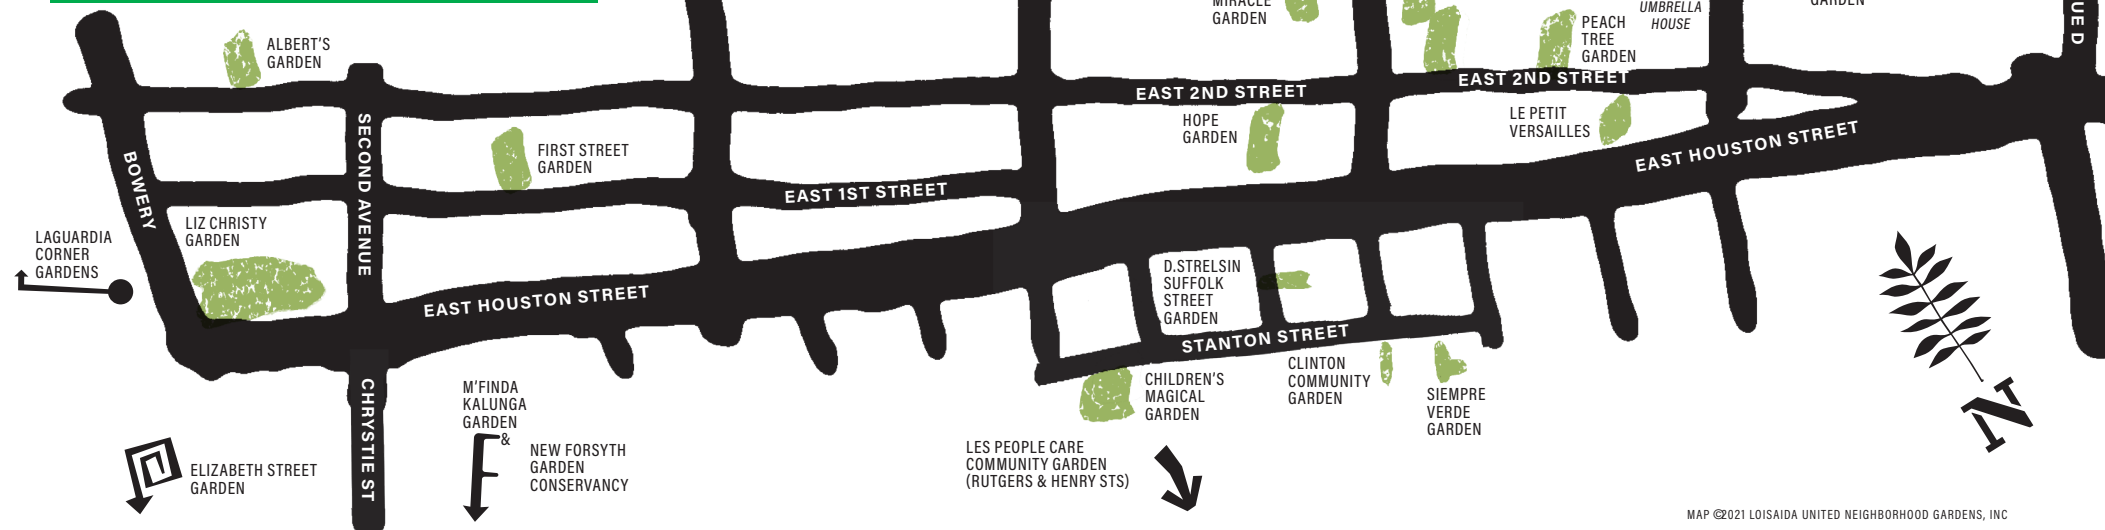 MIRACLE
GARDEN
UMBRELLA
HOUSE
GARDEN
PEACH
TREE
GARDEN
UE D
ALBERT'S
GARDEN
EAST 2ND STREET
EAST 2ND STREET
SECOND AVENUE
HOPE
GARDEN
LE PETIT
VERSAILLES
FIRST STREET
GARDEN
EAST HOUSTON STREET
BOWERY
EAST 1ST STREET
LIZ CHRISTY
GARDEN
LAGUARDIA
CORNER
GARDENS
D.STRELSIN
SUFFOLK
STREET
GARDEN
EAST HOUSTON STREET
STANTON STREET
CLINTON
COMMUNITY
GARDEN
CHILDREN'S
MAGICAL
GARDEN
SIEMPRE
VERDE
GARDEN
CHRYSTIE ST
M'FINDA
KALUNGA
GARDEN
&
NEW FORSYTH
GARDEN
CONSERVANCY
ELIZABETH STREET
GARDEN
LES PEOPLE CARE
COMMUNITY GARDEN
(RUTGERS & HENRY STS)
N
MAP ©2021 LOISAIDA UNITED NEIGHBORHOOD GARDENS, INC